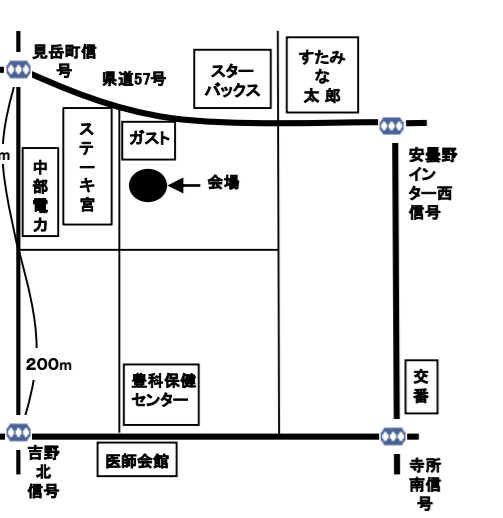 見岳町信
号
県道57号
スター
バックス
すたみ
な
太 郎
ス
テ
ー
キ
宮
ガスト
m
中
部
電
力
会場
安曇野
イン
ター西
信号
200m
豊科保健
センター
交
番
吉野
北
信号
医師会館
寺所
南信
号